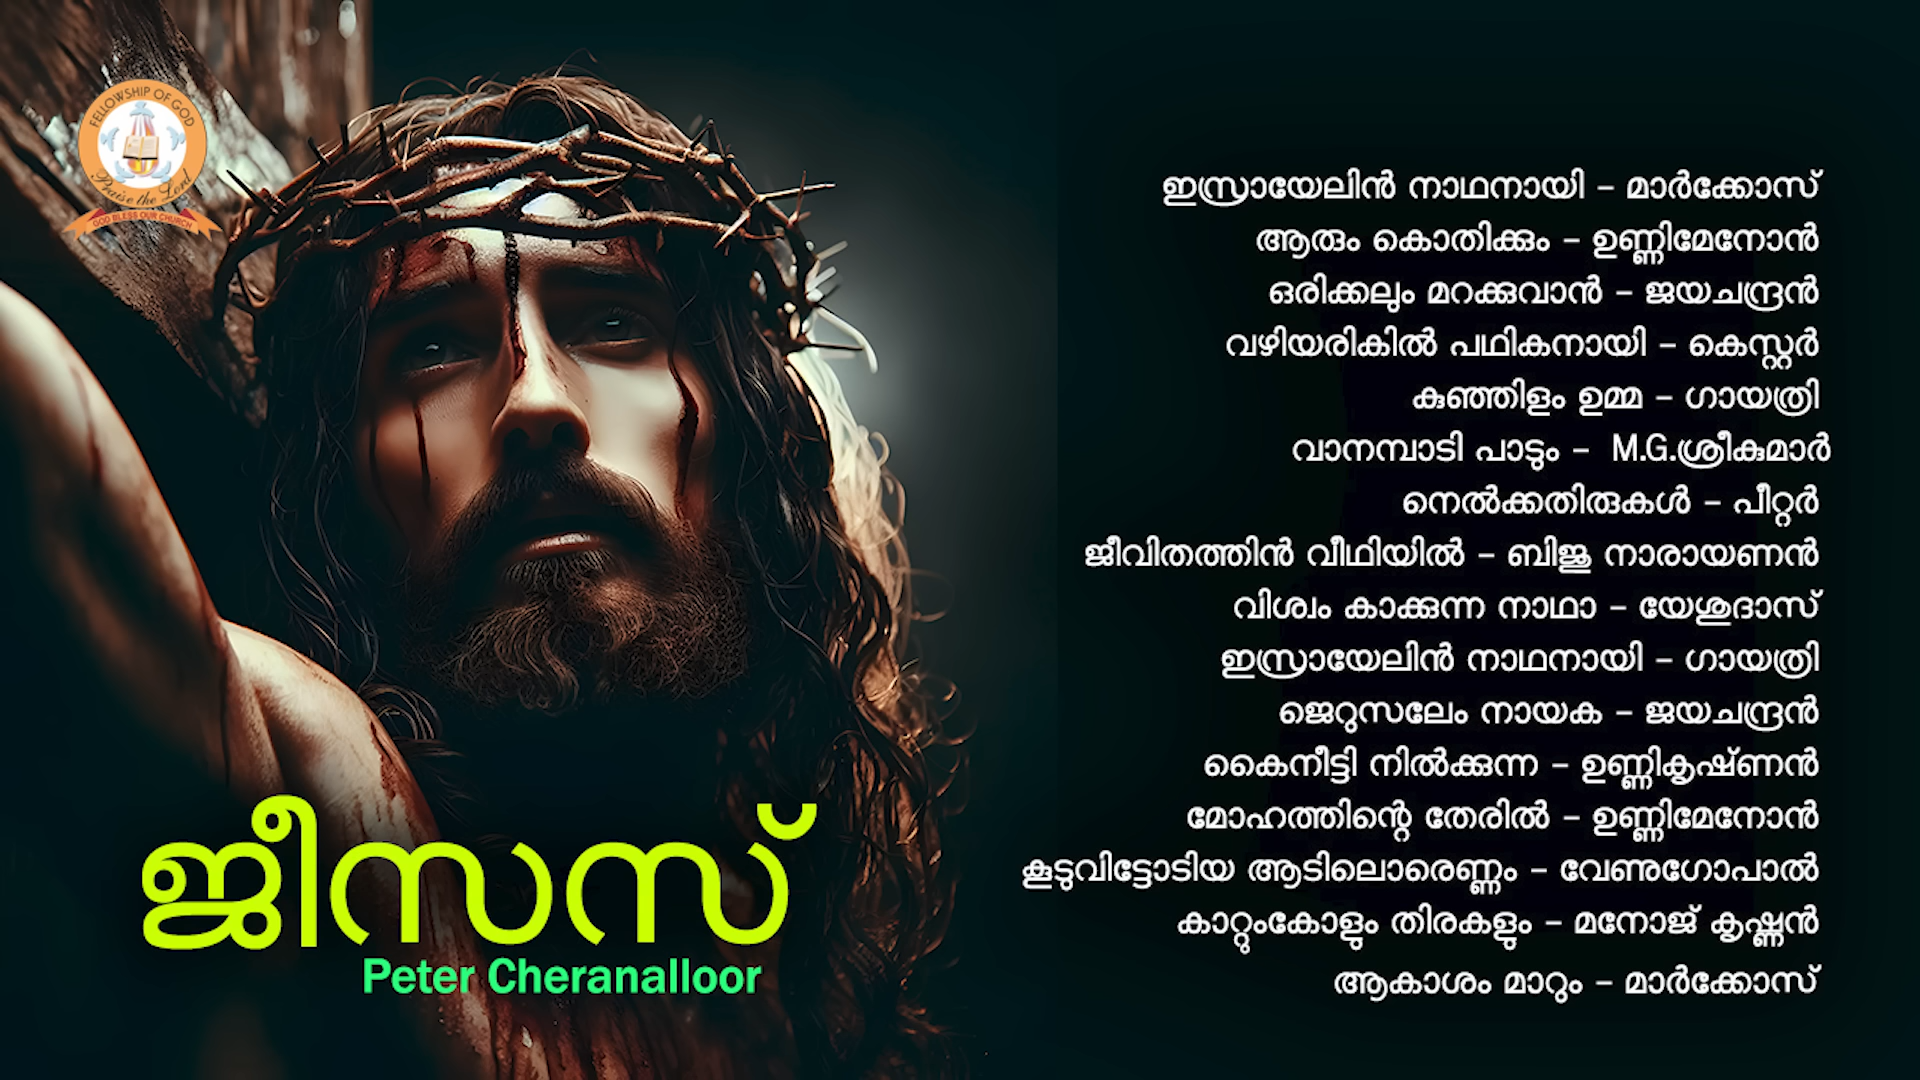 FELLOWSHIP OF GOD
Praise the Lord
GOD BLESS OUR CHURCH
ജീസസ്
Peter Cheranalloor
ഇസ്രായേലിൻ നാഥനായി – മാർക്കോസ്
ആരും കൊതിക്കും – ഉണ്ണിമേനോൻ
ഒരിക്കലും മറക്കുവാൻ – ജയചന്ദ്രൻ
വഴിയരികിൽ പഥികനായി – കെസ്റ്റർ
കുഞ്ഞിളം ഉമ്മ – ഗായത്രി
വാനമ്പാടി പാടും – M.G.ശ്രീകുമാർ
നെൽക്കതിരുകൾ – പീറ്റർ
ജീവിതത്തിൻ വീഥിയിൽ – ബിജു നാരായണൻ
വിശ്വം കാക്കുന്ന നാഥാ – യേശുദാസ്
ഇസ്രായേലിൻ നാഥനായി – ഗായത്രി
ജെറുസലേം നായക – ജയചന്ദ്രൻ
കൈനീട്ടി നിൽക്കുന്ന – ഉണ്ണികൃഷ്ണൻ
മോഹത്തിന്റെ തേരിൽ – ഉണ്ണിമേനോൻ
കൂടുവിട്ടോടിയ ആടിലൊരെണ്ണം – വേണുഗോപാൽ
കാറ്റുംകോളും തിരകളും – മനോജ് കൃഷ്ണൻ
ആകാശം മാറും – മാർക്കോസ്